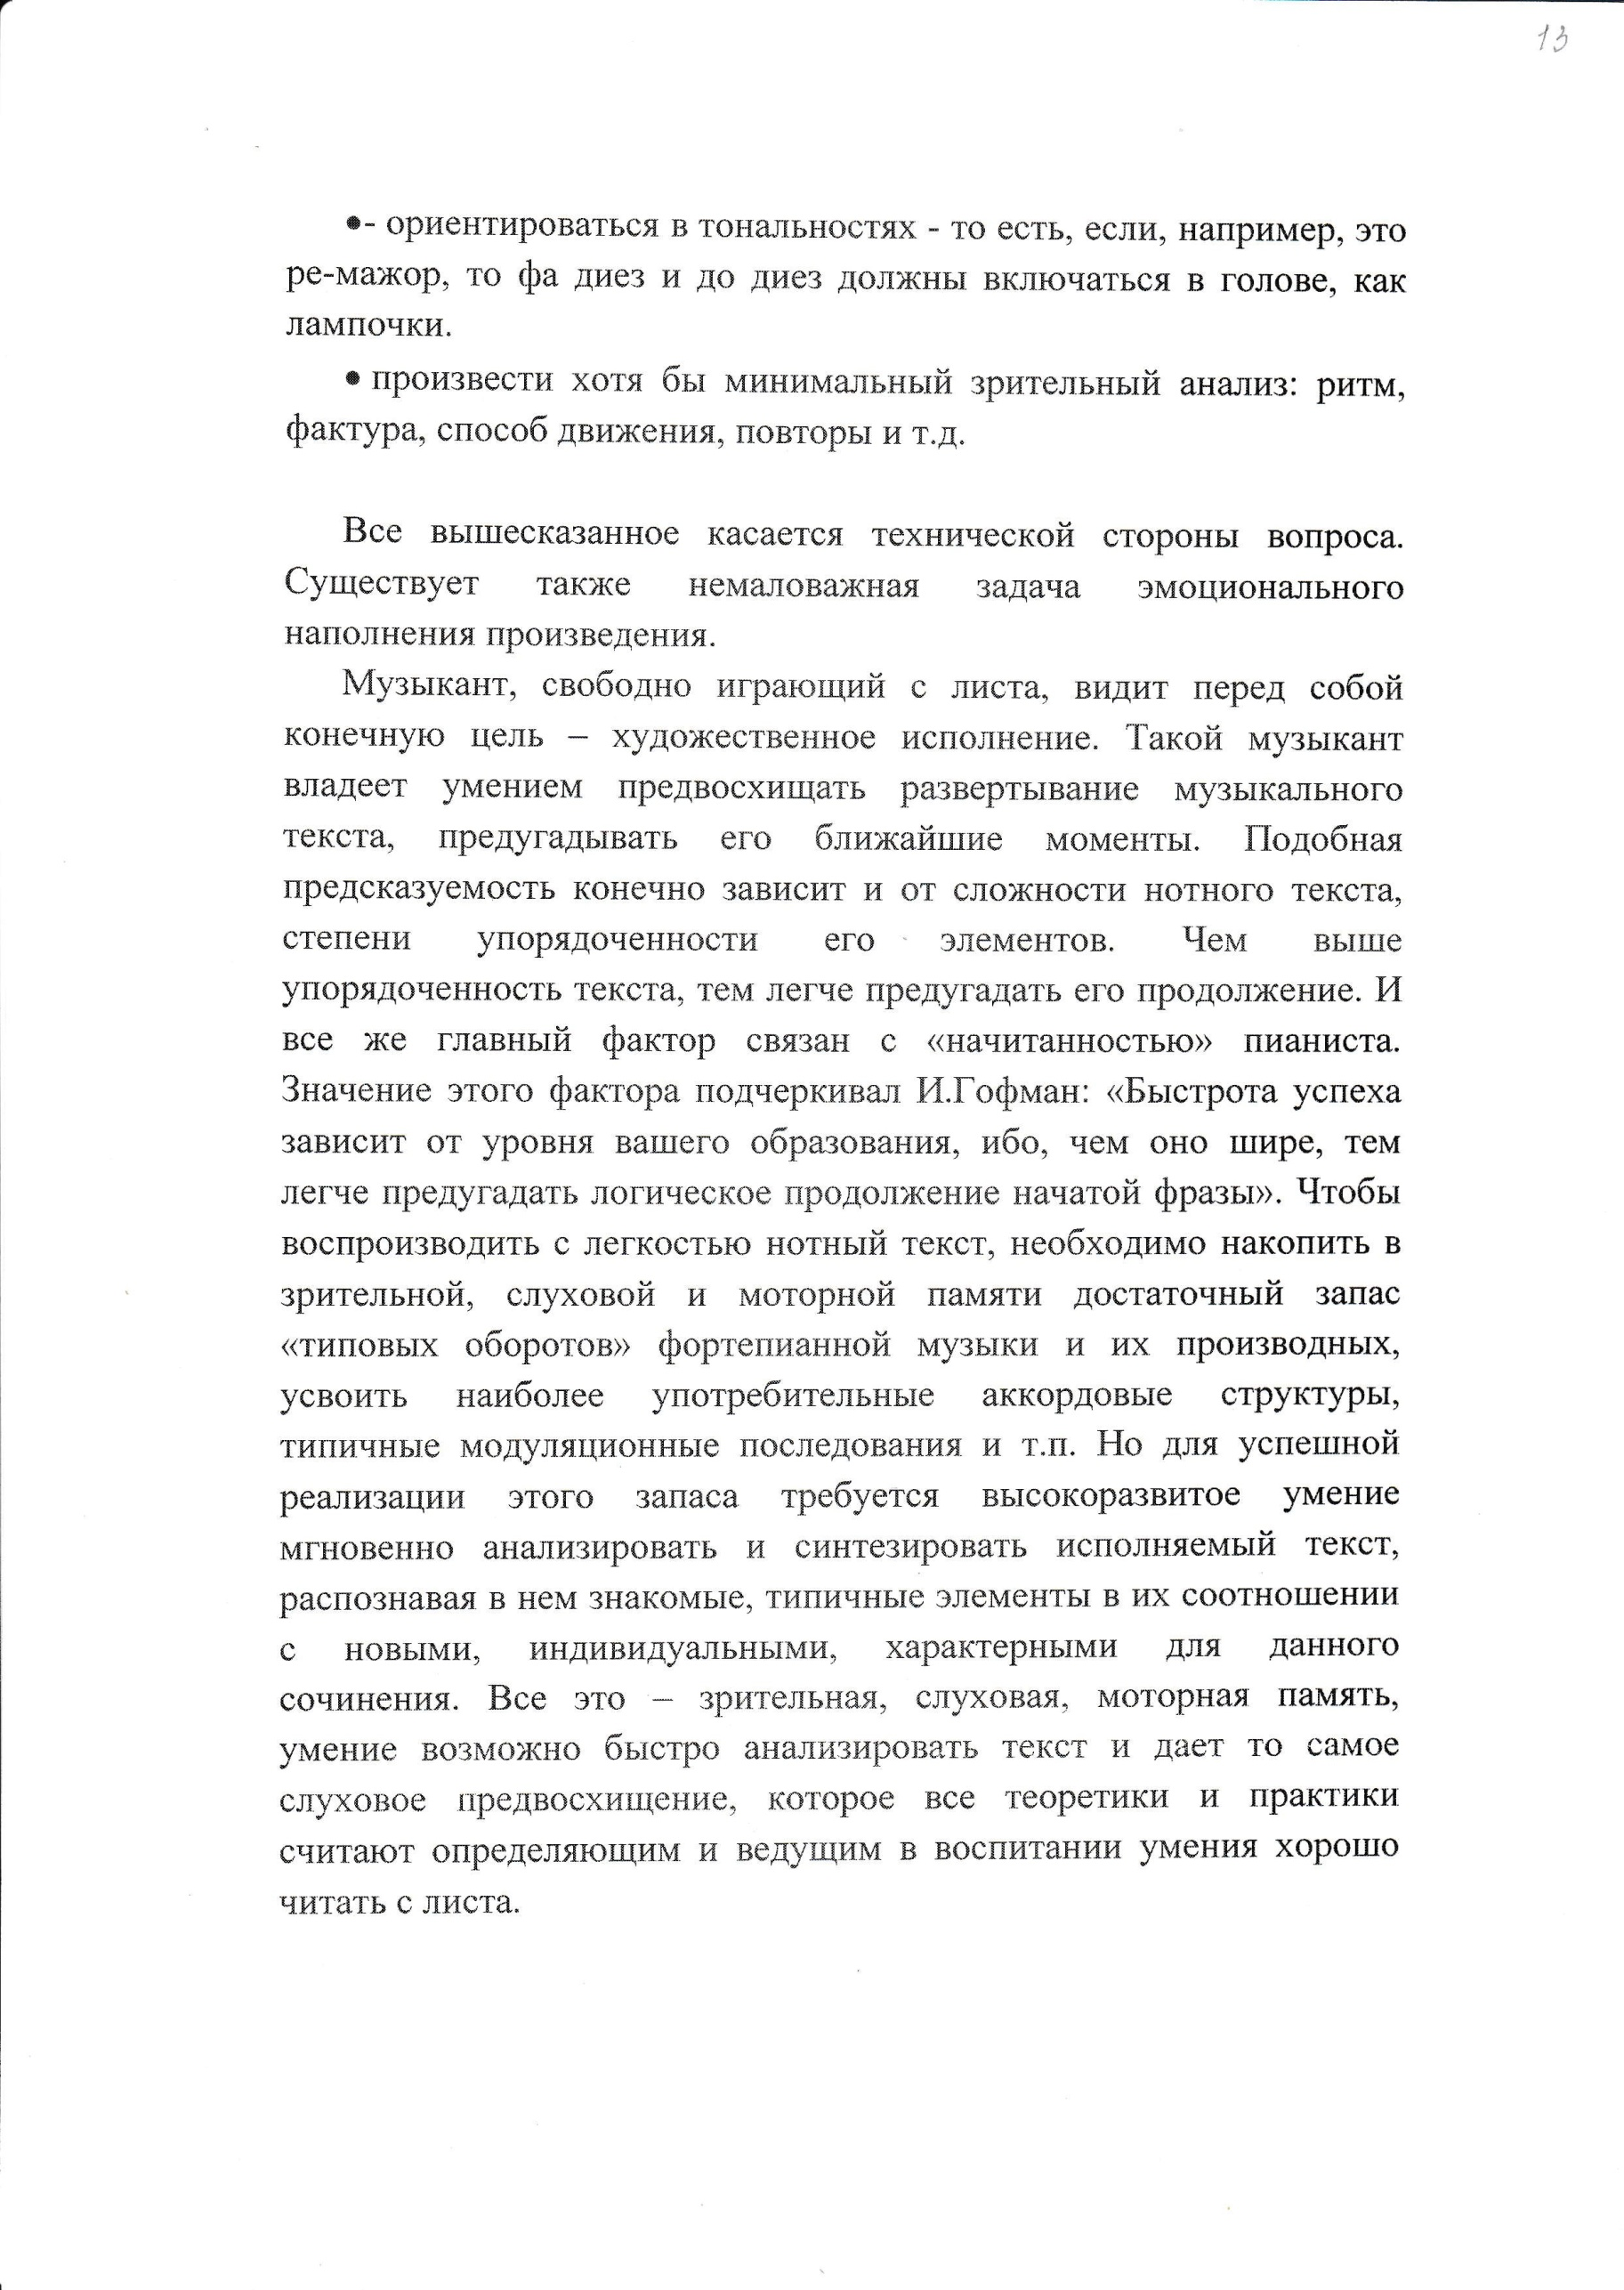 13
•- ориентироваться в тональностях - то есть, если, например, это
ре-мажор, то фа диез и до диез должны включаться в голове, как
лампочки.
• произвести хотя бы минимальный зрительный анализ: ритм,
фактура, способ движения, повторы и т.д.
Все вышесказанное касается технической стороны вопроса.
Существует также немаловажная задача эмоционального
наполнения произведения.
Музыкант, свободно играющий с листа, видит перед собой
конечную цель – художественное исполнение. Такой музыкант
владеет умением предвосхищать развертывание музыкального
текста, предугадывать его ближайшие моменты. Подобная
предсказуемость конечно зависит и от сложности нотного текста,
степени упорядоченности его элементов. Чем выше
упорядоченность текста, тем легче предугадать его продолжение. И
все же главный фактор связан с «начитанностью» пианиста.
Значение этого фактора подчеркивал И.Гофман: «Быстрота успеха
зависит от уровня вашего образования, ибо, чем оно шире, тем
легче предугадать логическое продолжение начатой фразы». Чтобы
воспроизводить с легкостью нотный текст, необходимо накопить в
зрительной, слуховой и моторной памяти достаточный запас
«типовых оборотов» фортепианной музыки и их производных,
усвоить наиболее употребительные аккордовые структуры,
типичные модуляционные последования и т.п. Но для успешной
реализации этого запаса требуется высокоразвитое умение
мгновенно анализировать и синтезировать исполняемый текст,
распознавая в нем знакомые, типичные элементы в их соотношении
с новыми, индивидуальными, характерными для данного
сочинения. Все это – зрительная, слуховая, моторная память,
умение возможно быстро анализировать текст и дает то самое
слуховое предвосхищение, которое все теоретики и практики
считают определяющим и ведущим в воспитании умения хорошо
читать с листа.